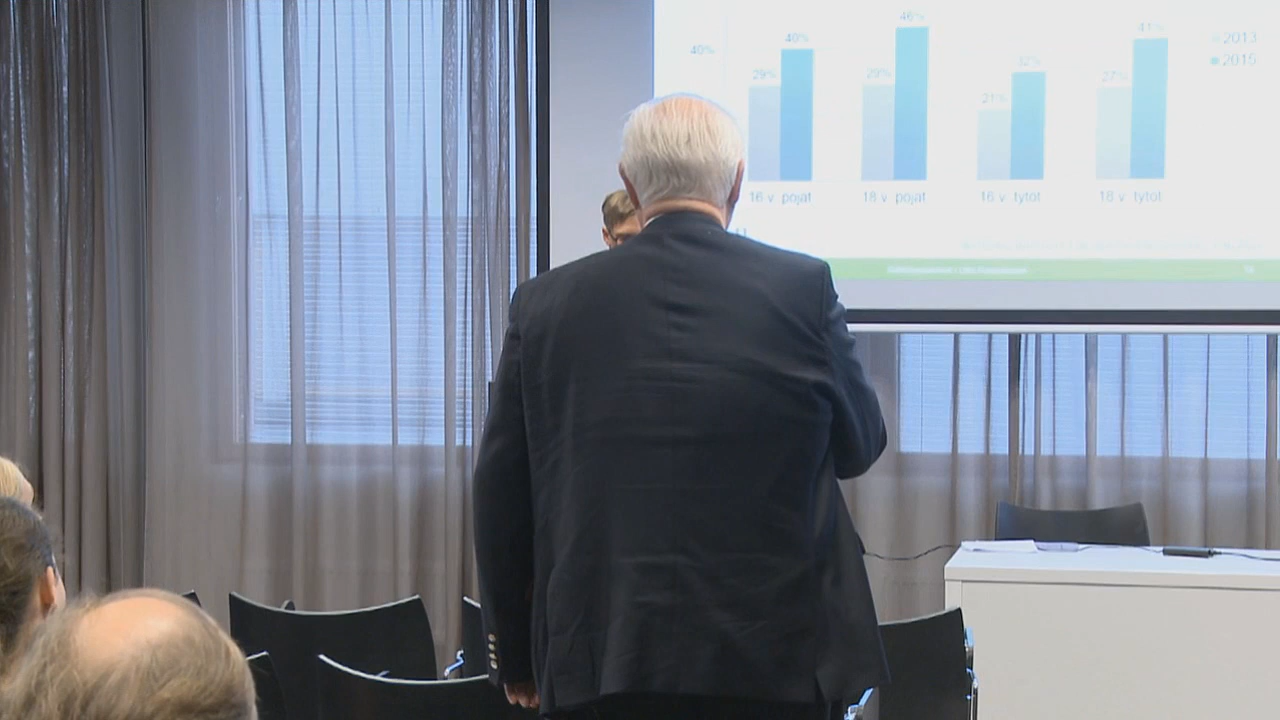 46%
41%
40%
40%
2013
2015
32%
29%
29%
27%
21%
16 v pojat
18 v pojat
16 v tytöt
18 v tytöt